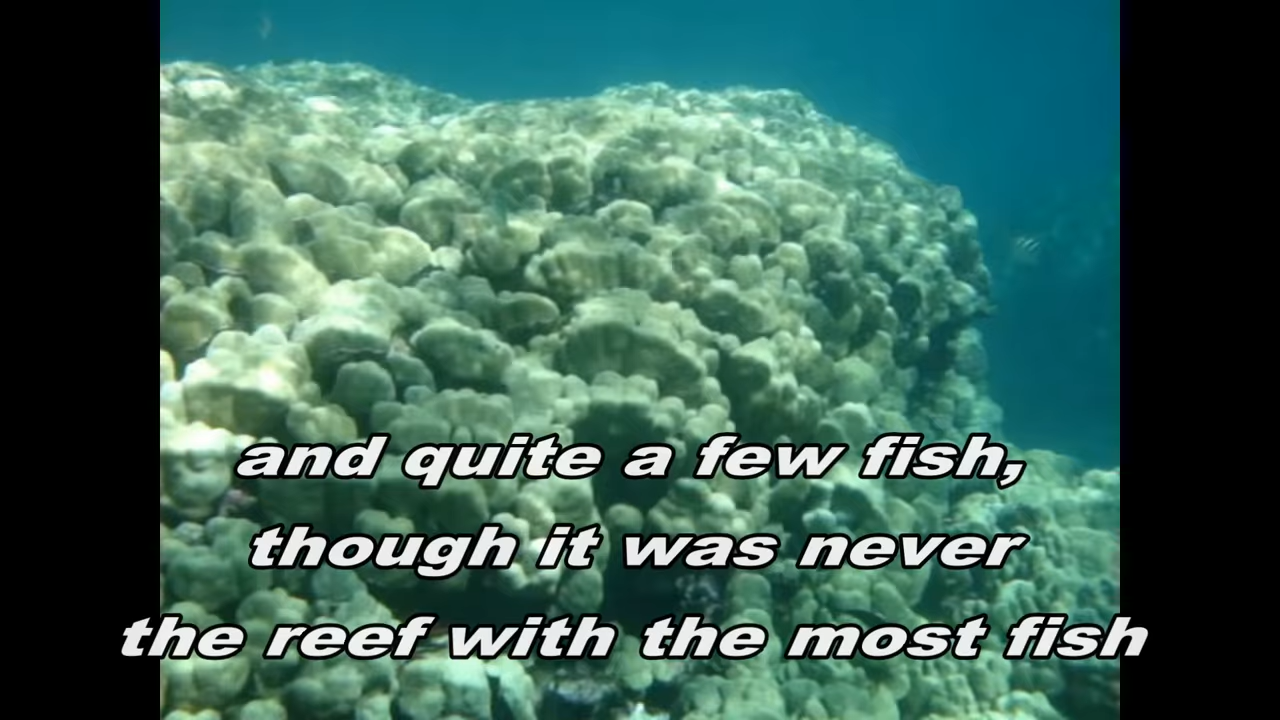 and quite a few fish,
though it was never
the reef with the most fish